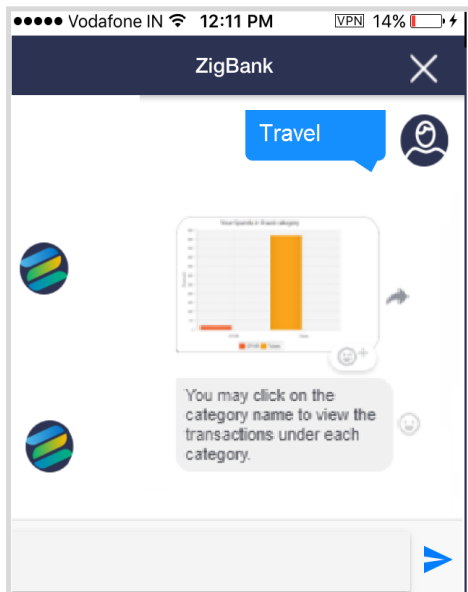 Vodafone IN 12:11 PM VPN 14%
ZigBank
Travel
Your Spends in Travel category
You may click on the
category name to view the
transactions under each
category.